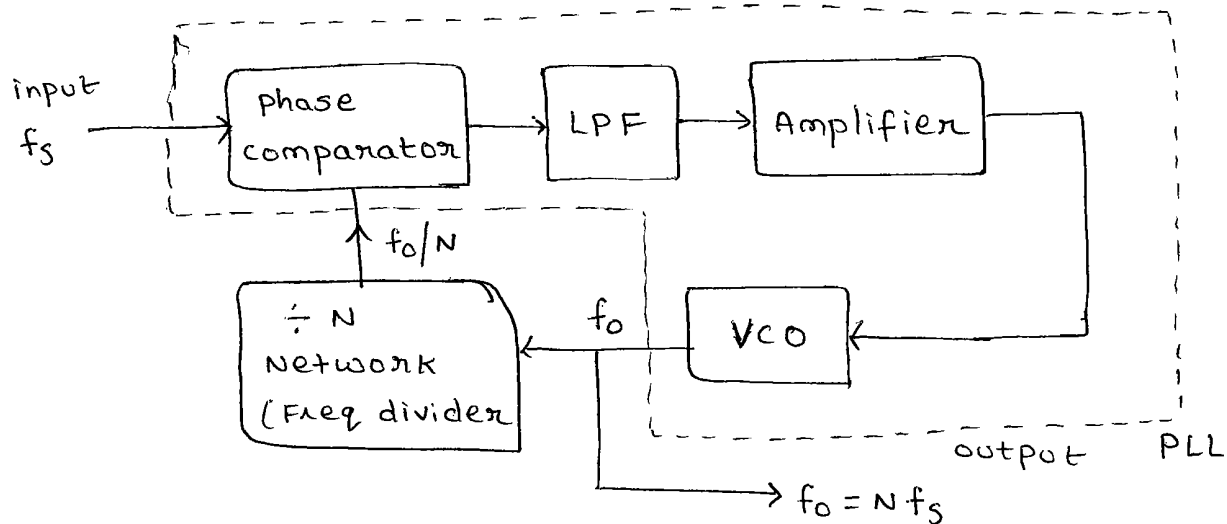 input
fs
phase
comparator
LPF
Amplifier
fo/N
÷ N
Network
(Freq divider
fo
VCO
output
PLL
fo = N fs